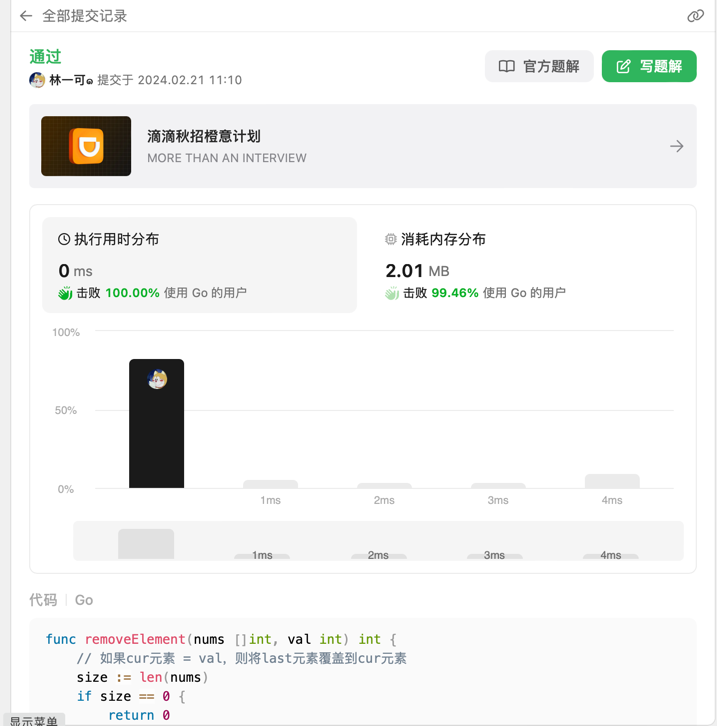 全部提交记录
通过
官方题解
写题解
林一可๑ 提交于 2024.02.21 11:10
滴滴秋招橙意计划
MORE THAN AN INTERVIEW
执行用时分布
消耗内存分布
0 ms
2.01 MB
击败 100.00% 使用 Go 的用户
击败 99.46% 使用 Go 的用户
100%
50%
0%
1ms 2ms 3ms 4ms
1ms 2ms 3ms 4ms
代码 Go
func removeElement(nums []int, val int) int {
// 如果cur元素 = val，则将last元素覆盖到cur元素
size := len(nums)
if size == 0 {
return 0
显示菜单